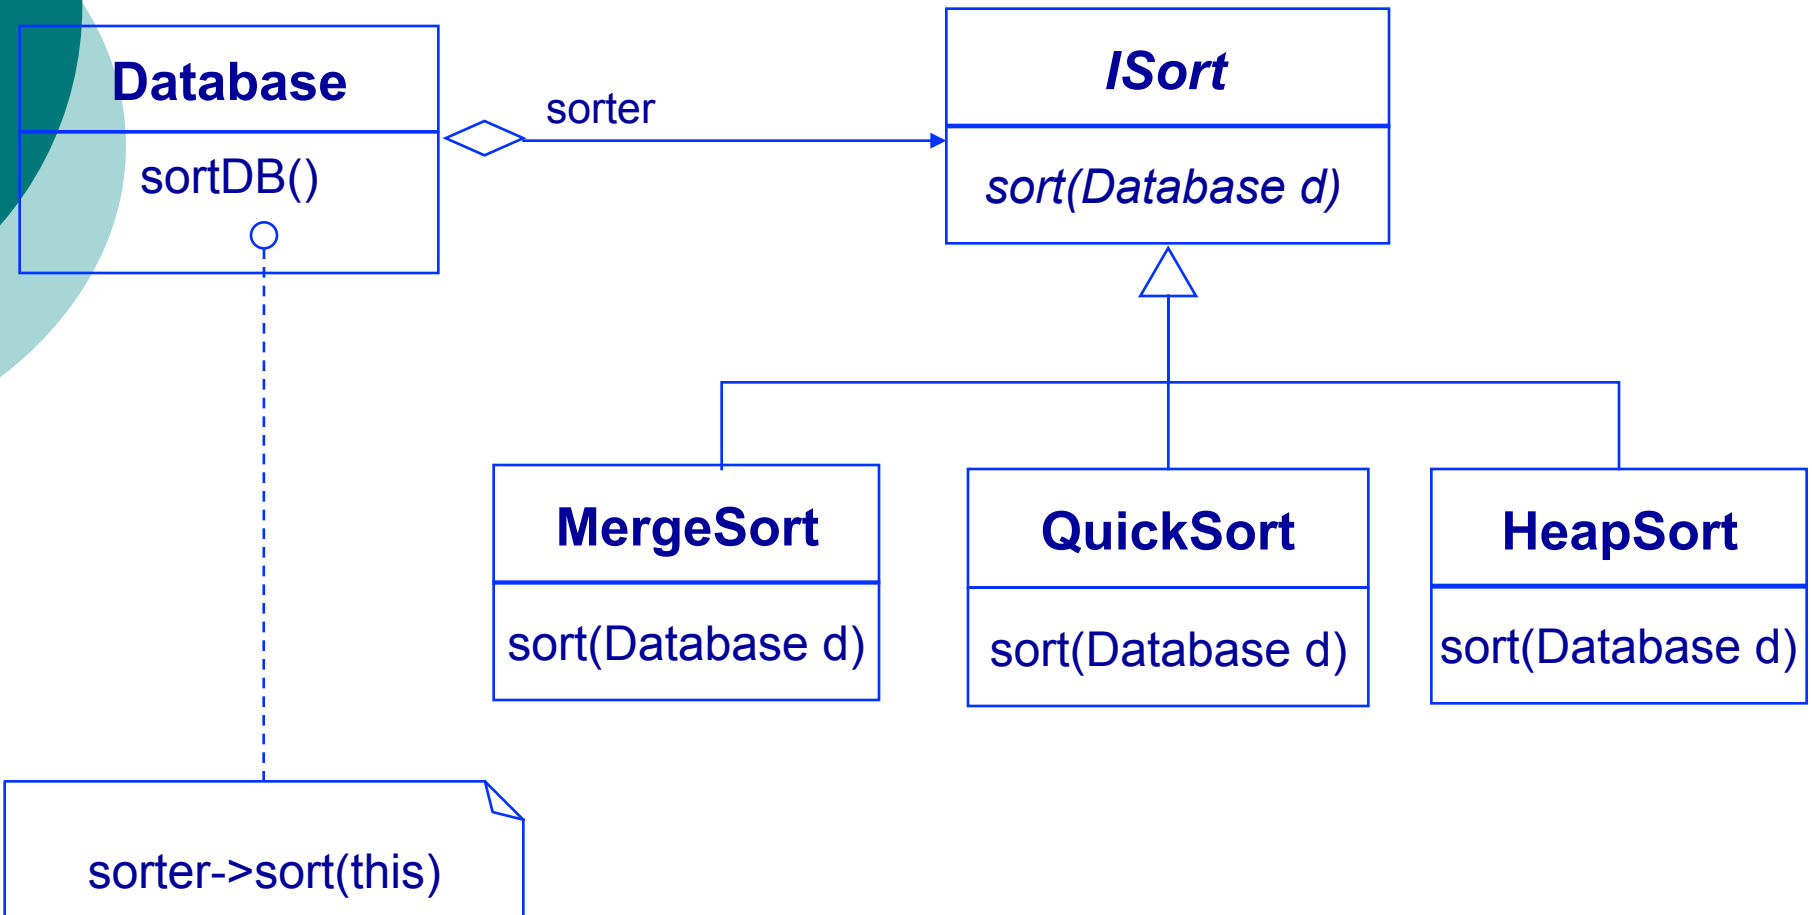 Database
sortDB()
sorter
ISort
sort(Database d)
MergeSort
sort(Database d)
QuickSort
sort(Database d)
HeapSort
sort(Database d)
sorter->sort(this)